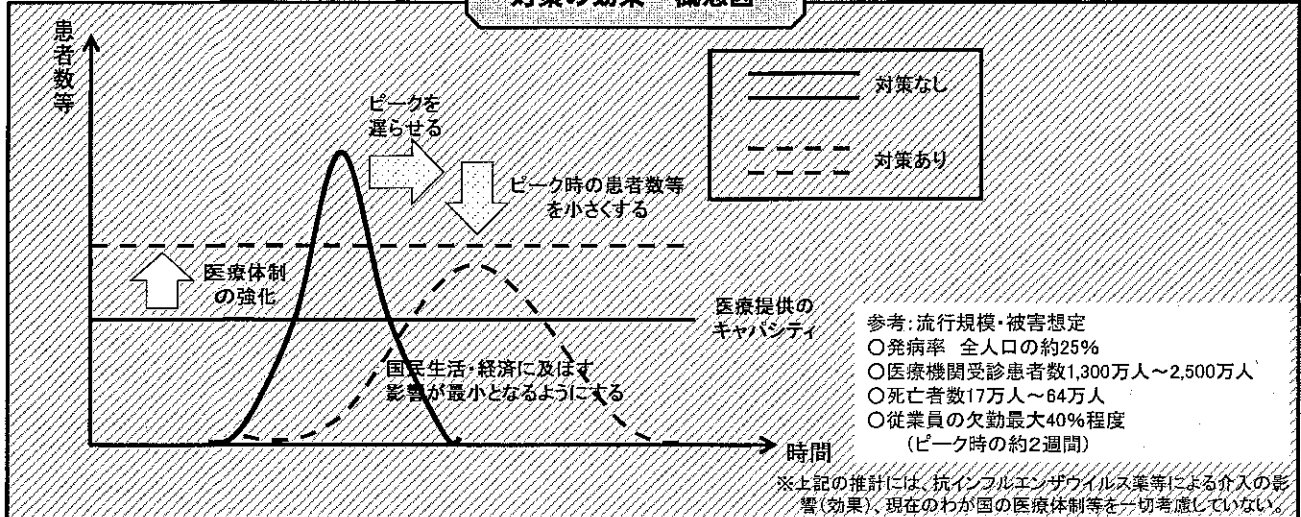 対策の効果 概念図
患者数等
対策なし
対策あり
ピークを
遅らせる
ピーク時の患者数等
を小さくする
医療体制
の強化
医療提供の
キャパシティ
国民生活・経済に及ぼす
影響が最小となるようにする
時間
参考:流行規模・被害想定
○発病率 全人口の約25%
○医療機関受診患者数1,300万人～2,500万人
○死亡者数17万人～64万人
○従業員の欠勤最大40%程度
(ピーク時の約2週間)
※上記の推計には、抗インフルエンザウイルス薬等による介入の影
響(効果)、現在のわが国の医療体制等を一切考慮していない。